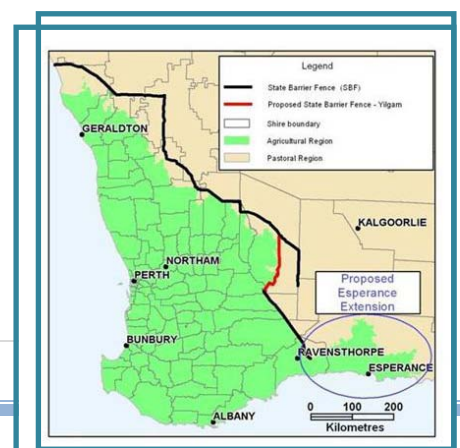 Legend
State Barrier Fence (SBF)
Proposed State Barrier Fence - Yilgarn
Shire boundary
Agricultural Region
Pastoral Region
GERALDTON
KALGOORLIE
NORTHAM
PERTH
Proposed
Esperance
Extension
BUNBURY
RAVENSTHORPE
ESPERANCE
ALBANY
0 100 200
Kilometres